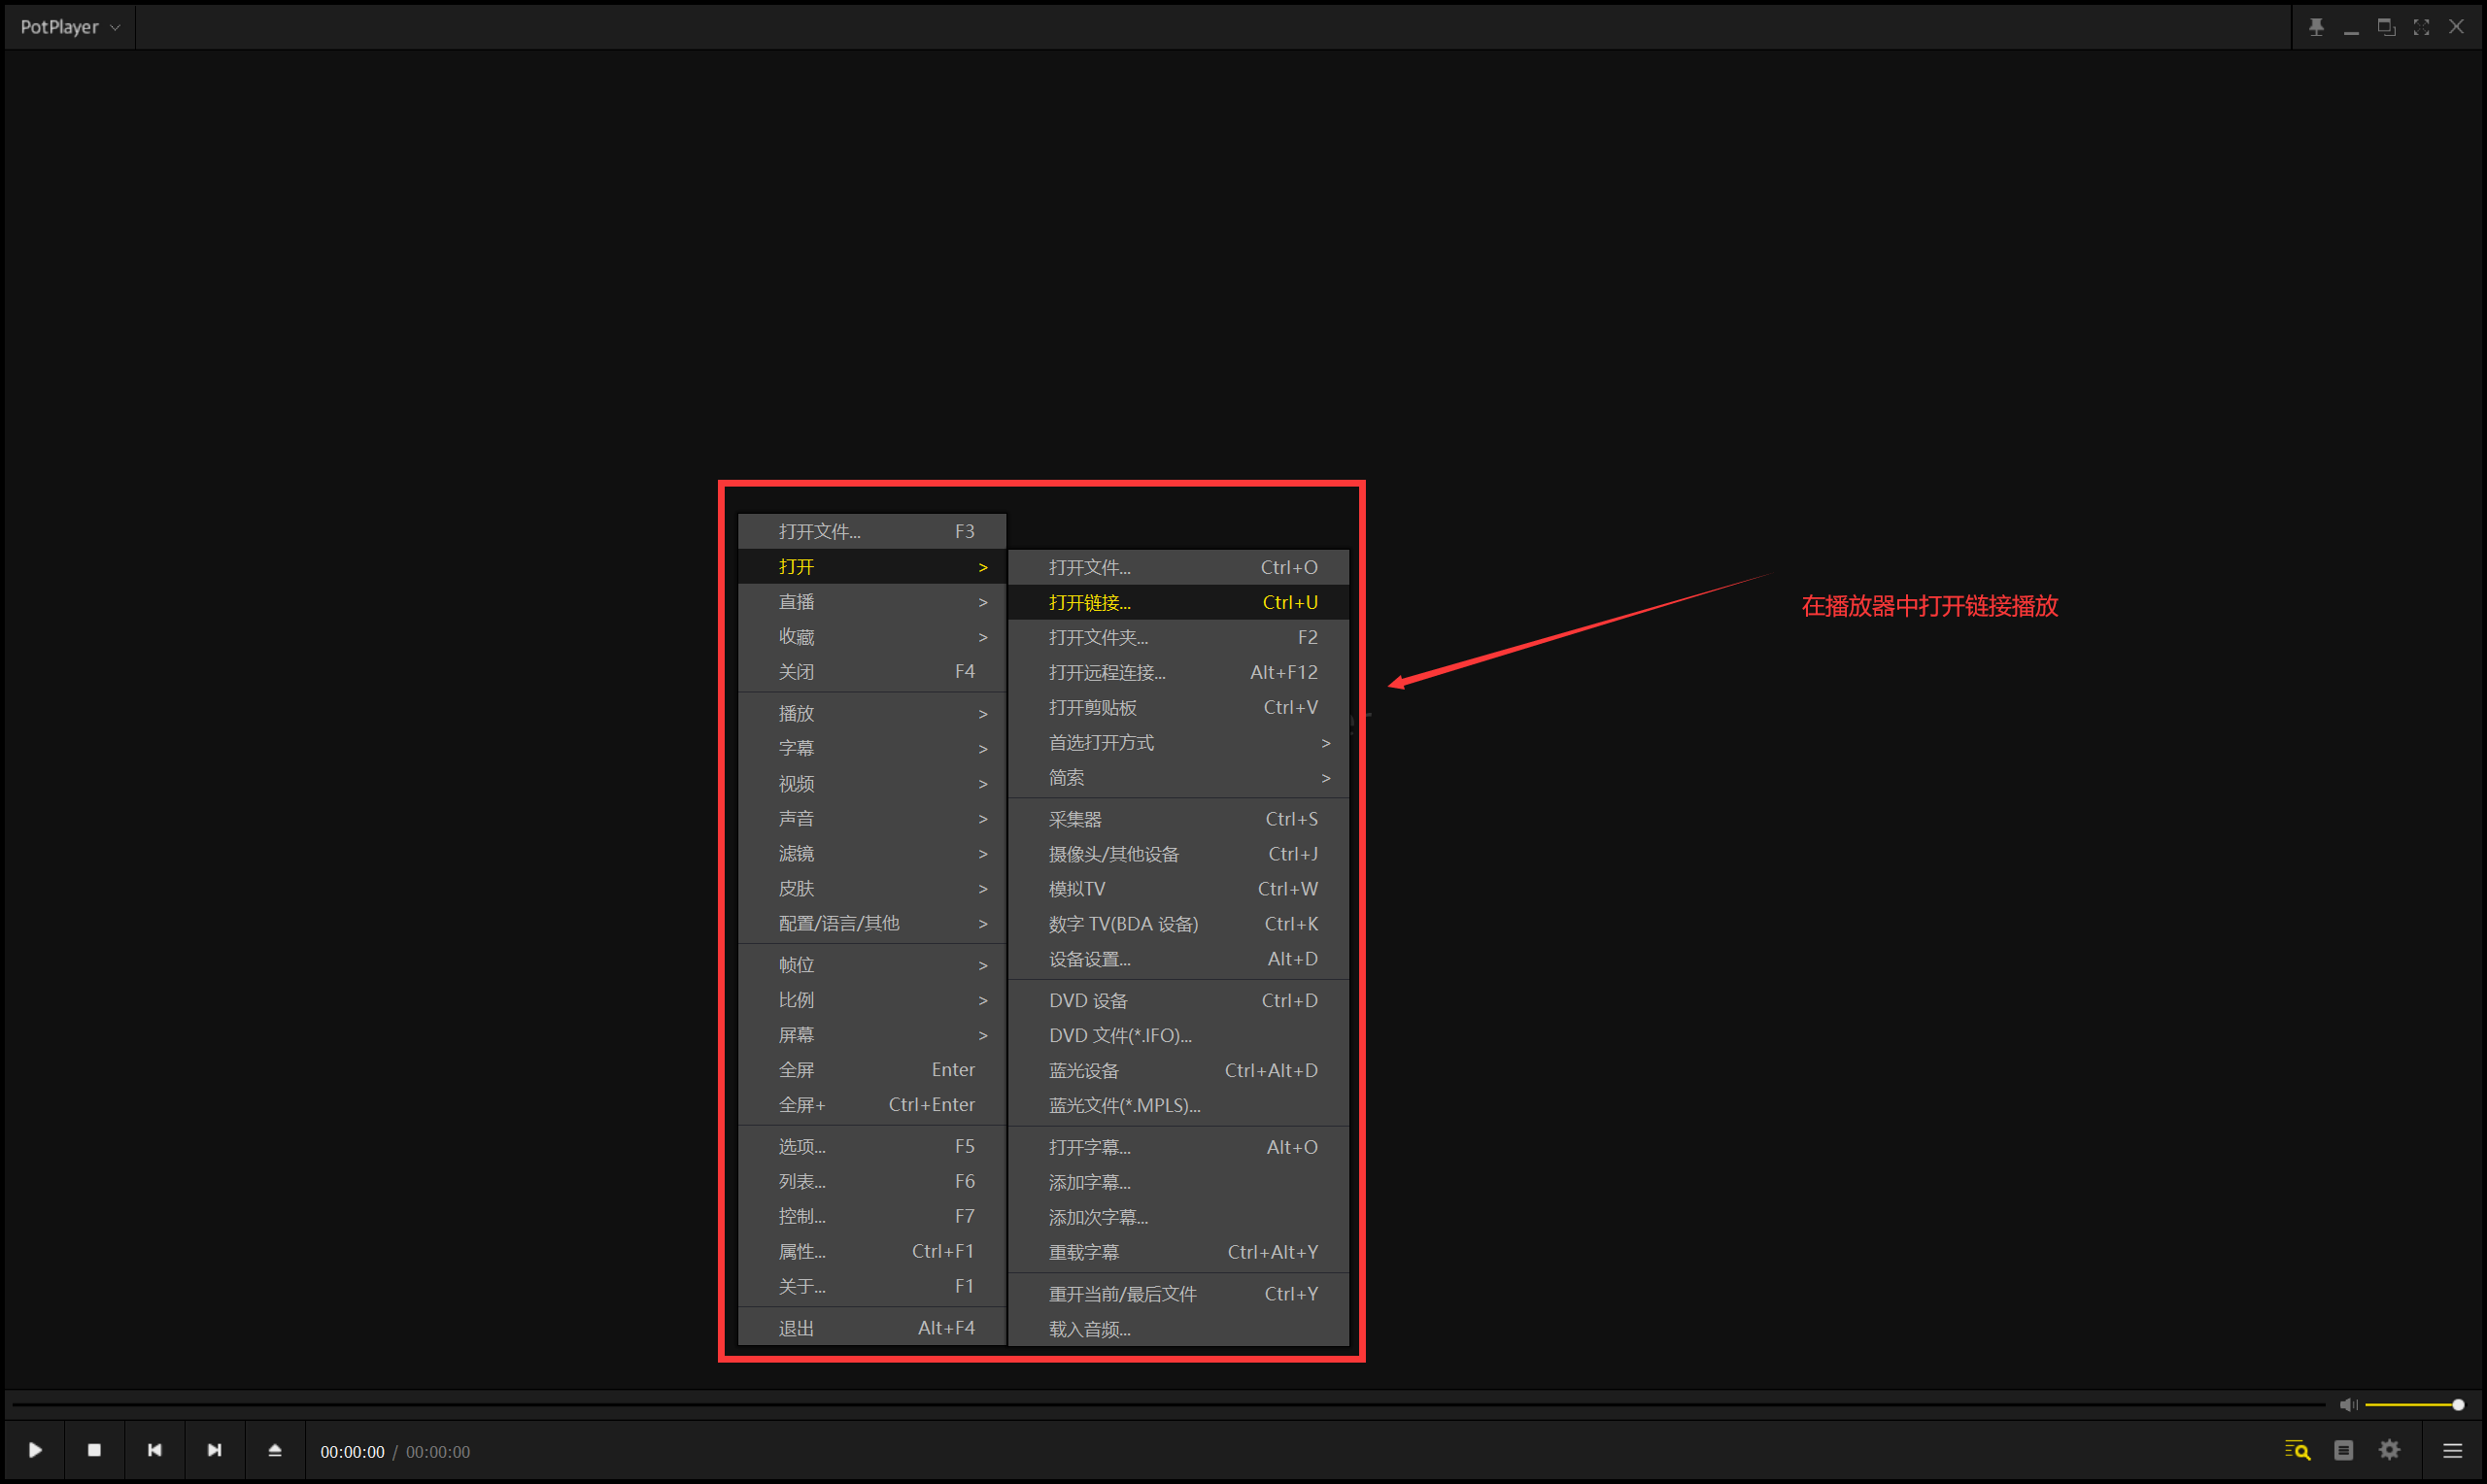 PotPlayer
打开文件... F3
打开 >
直播 >
收藏 >
关闭 F4
播放 >
字幕 >
视频 >
声音 >
滤镜 >
皮肤 >
配置/语言/其他 >
帧位 >
比例 >
屏幕 >
全屏 Enter
全屏+ Ctrl+Enter
选项... F5
列表... F6
控制... F7
属性... Ctrl+F1
关于... F1
退出 Alt+F4
打开文件... Ctrl+O
打开链接... Ctrl+U
打开文件夹... F2
打开远程连接... Alt+F12
打开剪贴板 Ctrl+V
首选打开方式 >
简索 >
采集器 Ctrl+S
摄像头/其他设备 Ctrl+J
模拟TV Ctrl+W
数字 TV(BDA 设备) Ctrl+K
设备设置... Alt+D
DVD 设备 Ctrl+D
DVD 文件(*.IFO)...
蓝光设备 Ctrl+Alt+D
蓝光文件(*.MPLS)...
打开字幕... Alt+O
添加字幕...
添加次字幕...
重载字幕 Ctrl+Alt+Y
重开当前/最后文件 Ctrl+Y
载入音频...
在播放器中打开链接播放
00:00:00 / 00:00:00